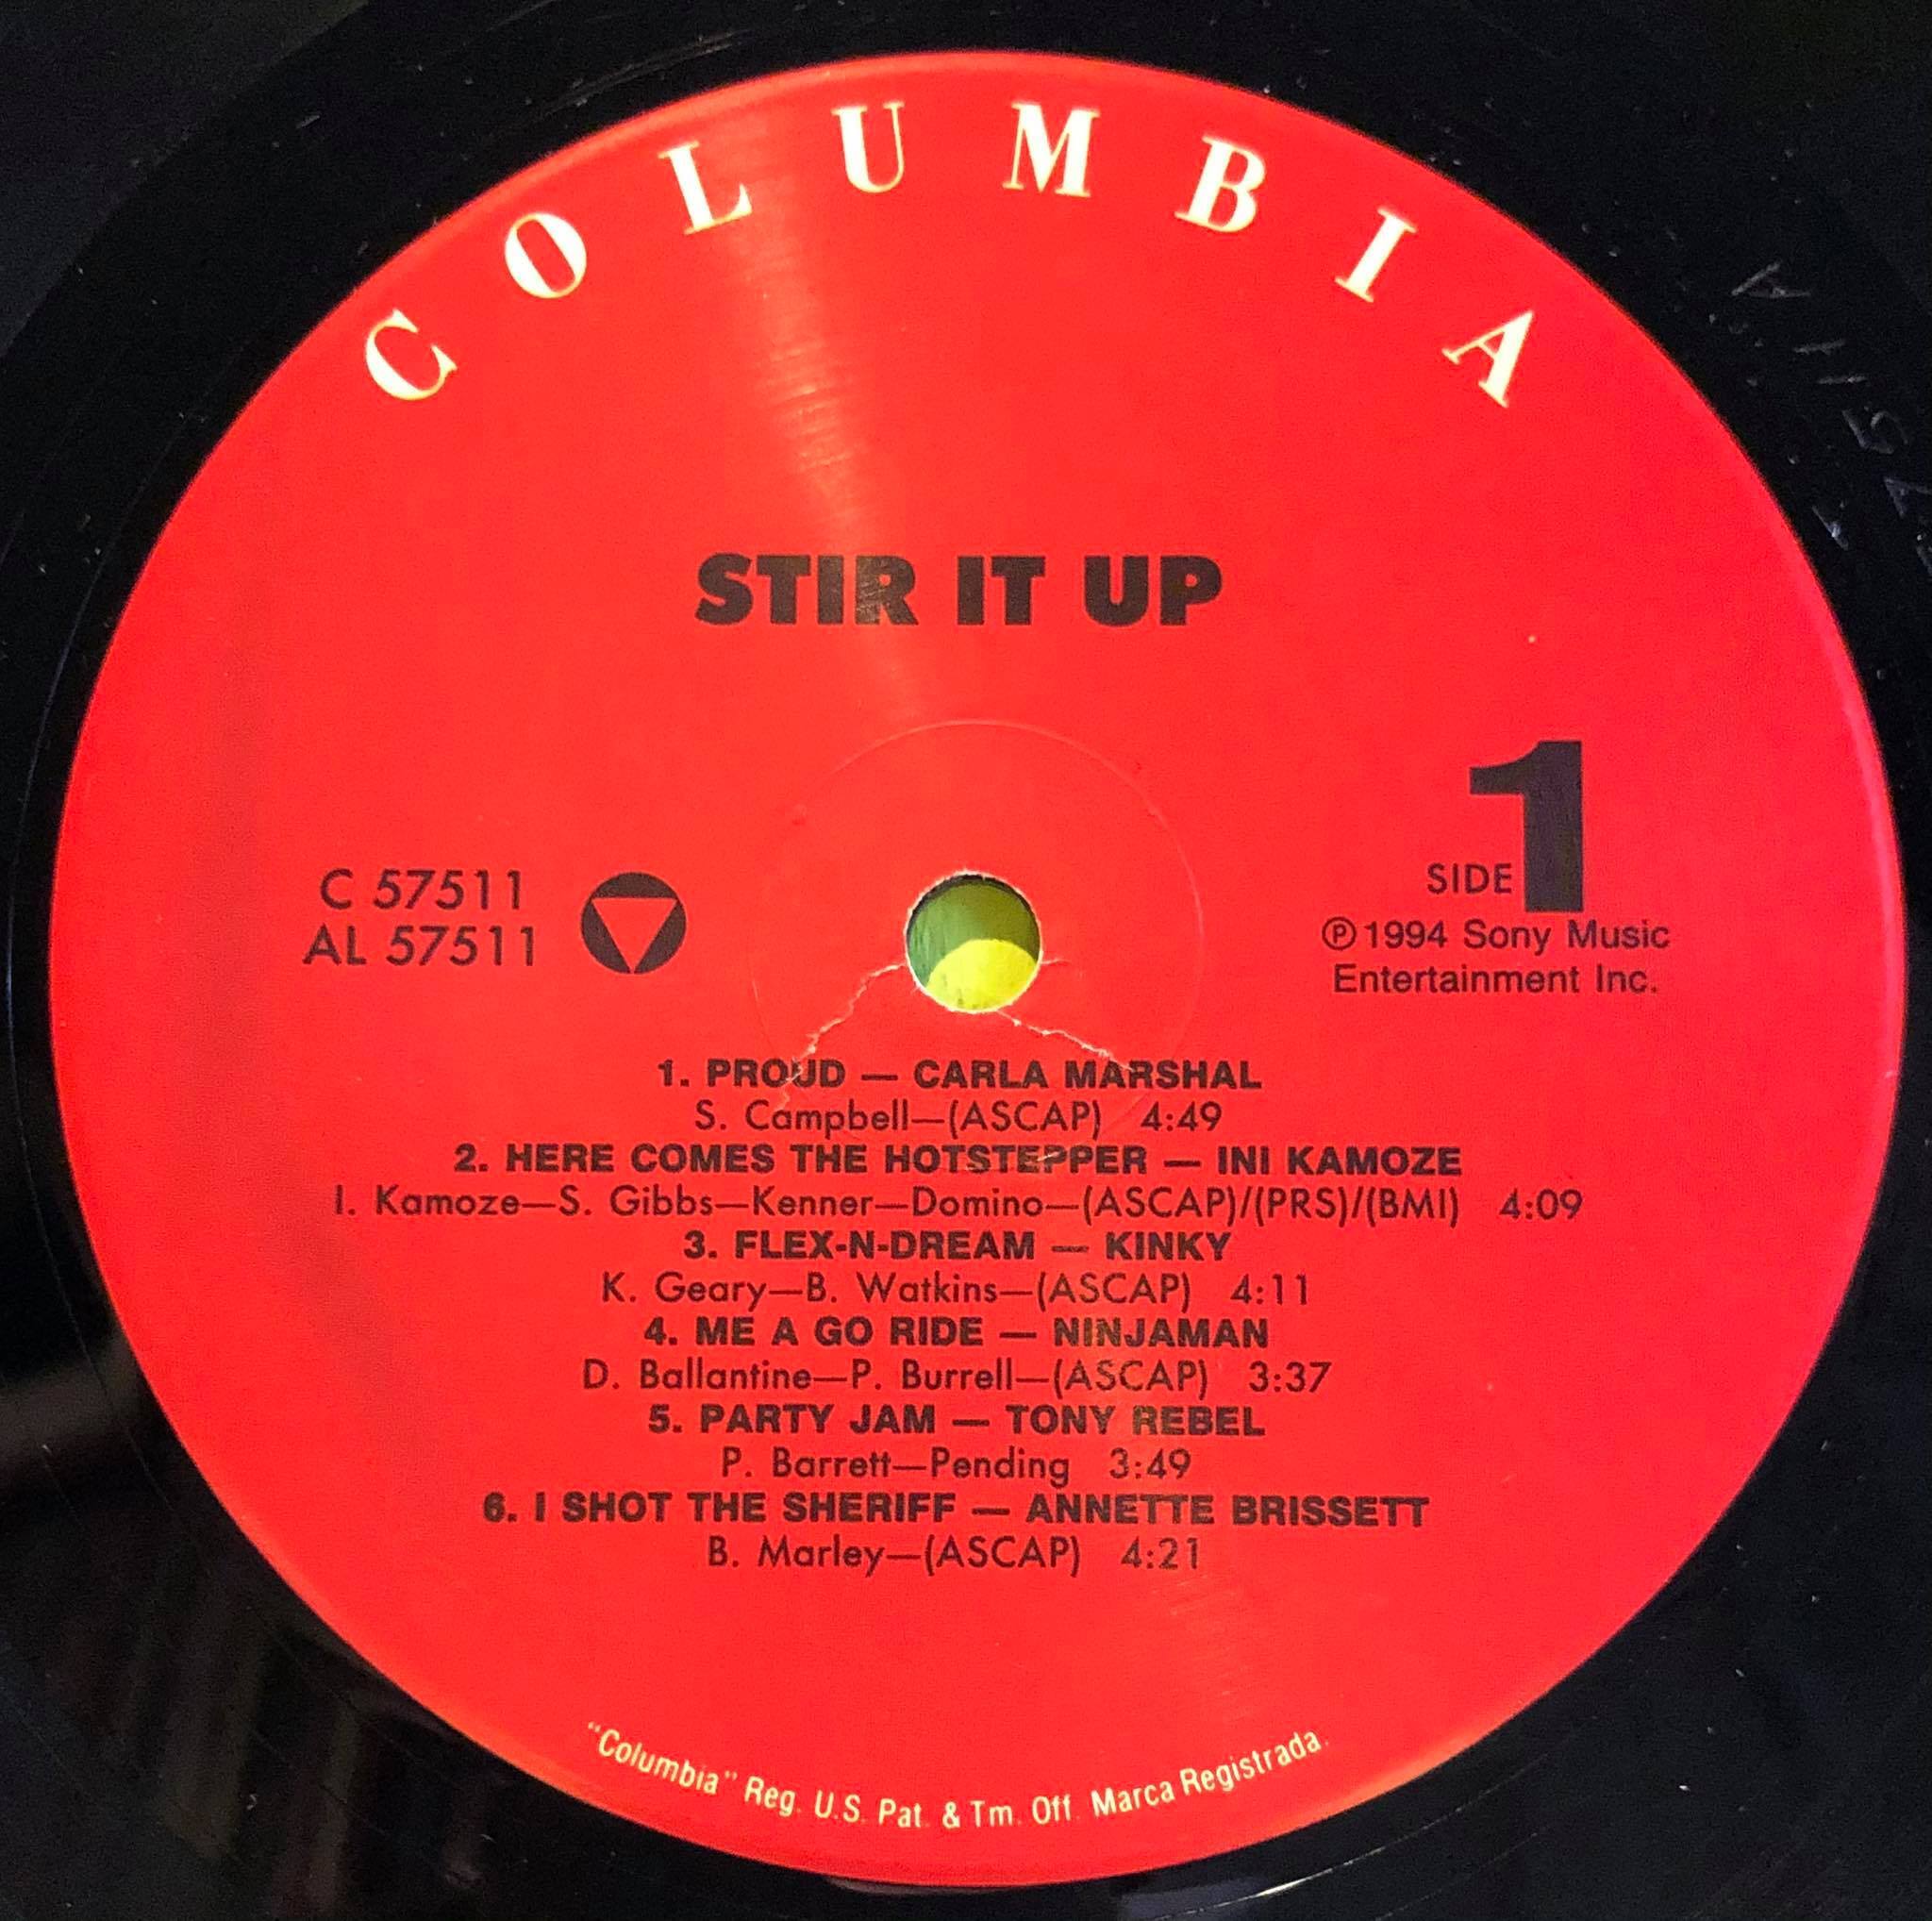 COLUMBIA
STIR IT UP
C 57511
AL 57511
SIDE 1
℗ 1994 Sony Music
Entertainment Inc.
1. PROUD — CARLA MARSHAL
S. Campbell—(ASCAP) 4:49
2. HERE COMES THE HOTSTEPPER — INI KAMOZE
I. Kamoze—S. Gibbs—Kenner—Domino—(ASCAP)/(PRS)/(BMI) 4:09
3. FLEX-N-DREAM — KINKY
K. Geary—B. Watkins—(ASCAP) 4:11
4. ME A GO RIDE — NINJAMAN
D. Ballantine—P. Burrell—(ASCAP) 3:37
5. PARTY JAM — TONY REBEL
P. Barrett—Pending 3:49
6. I SHOT THE SHERIFF — ANNETTE BRISSETT
B. Marley—(ASCAP) 4:21
"Columbia" Reg. U.S. Pat. & Tm. Off. Marca Registrada.